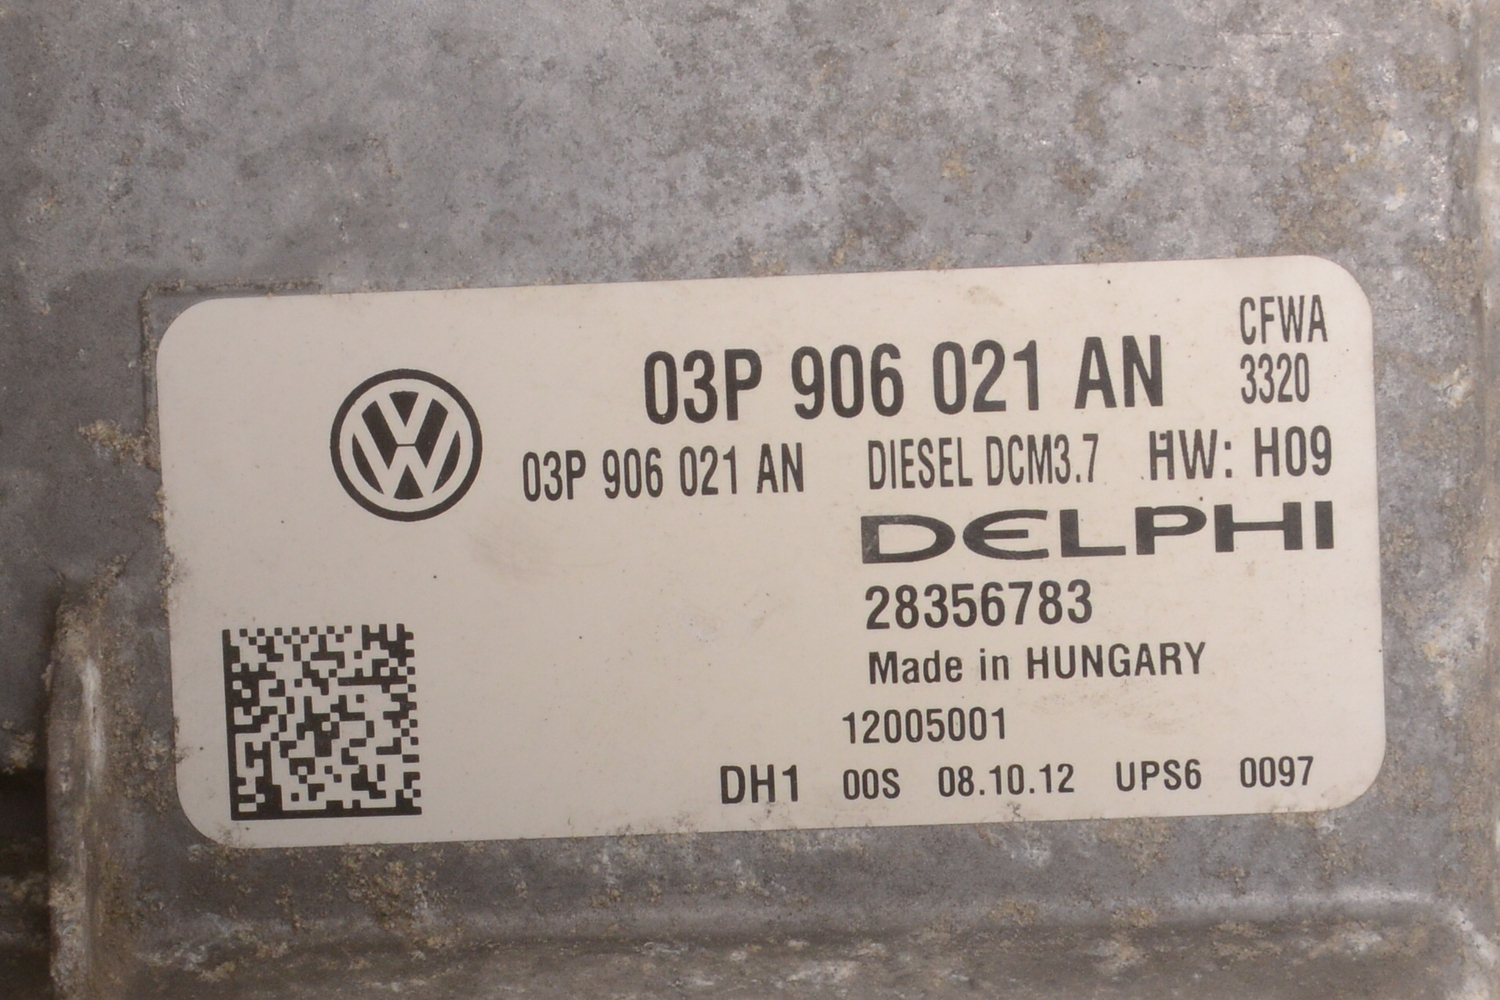 CFWA
3320
03P 906 021 AN
03P 906 021 AN DIESEL DCM3.7 HW: H09
DELPHI
28356783
Made in HUNGARY
12005001
DH1 00S 08.10.12 UPS6 0097